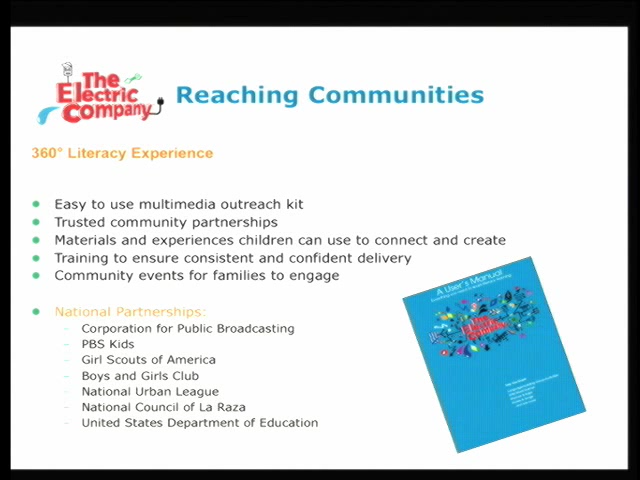 The
Electric
Company
Reaching Communities
360° Literacy Experience
Easy to use multimedia outreach kit
Trusted community partnerships
Materials and experiences children can use to connect and create
Training to ensure consistent and confident delivery
Community events for families to engage
National Partnerships:
– Corporation for Public Broadcasting
– PBS Kids
– Girl Scouts of America
– Boys and Girls Club
– National Urban League
– National Council of La Raza
– United States Department of Education
A User's Manual
The
Electric
Company